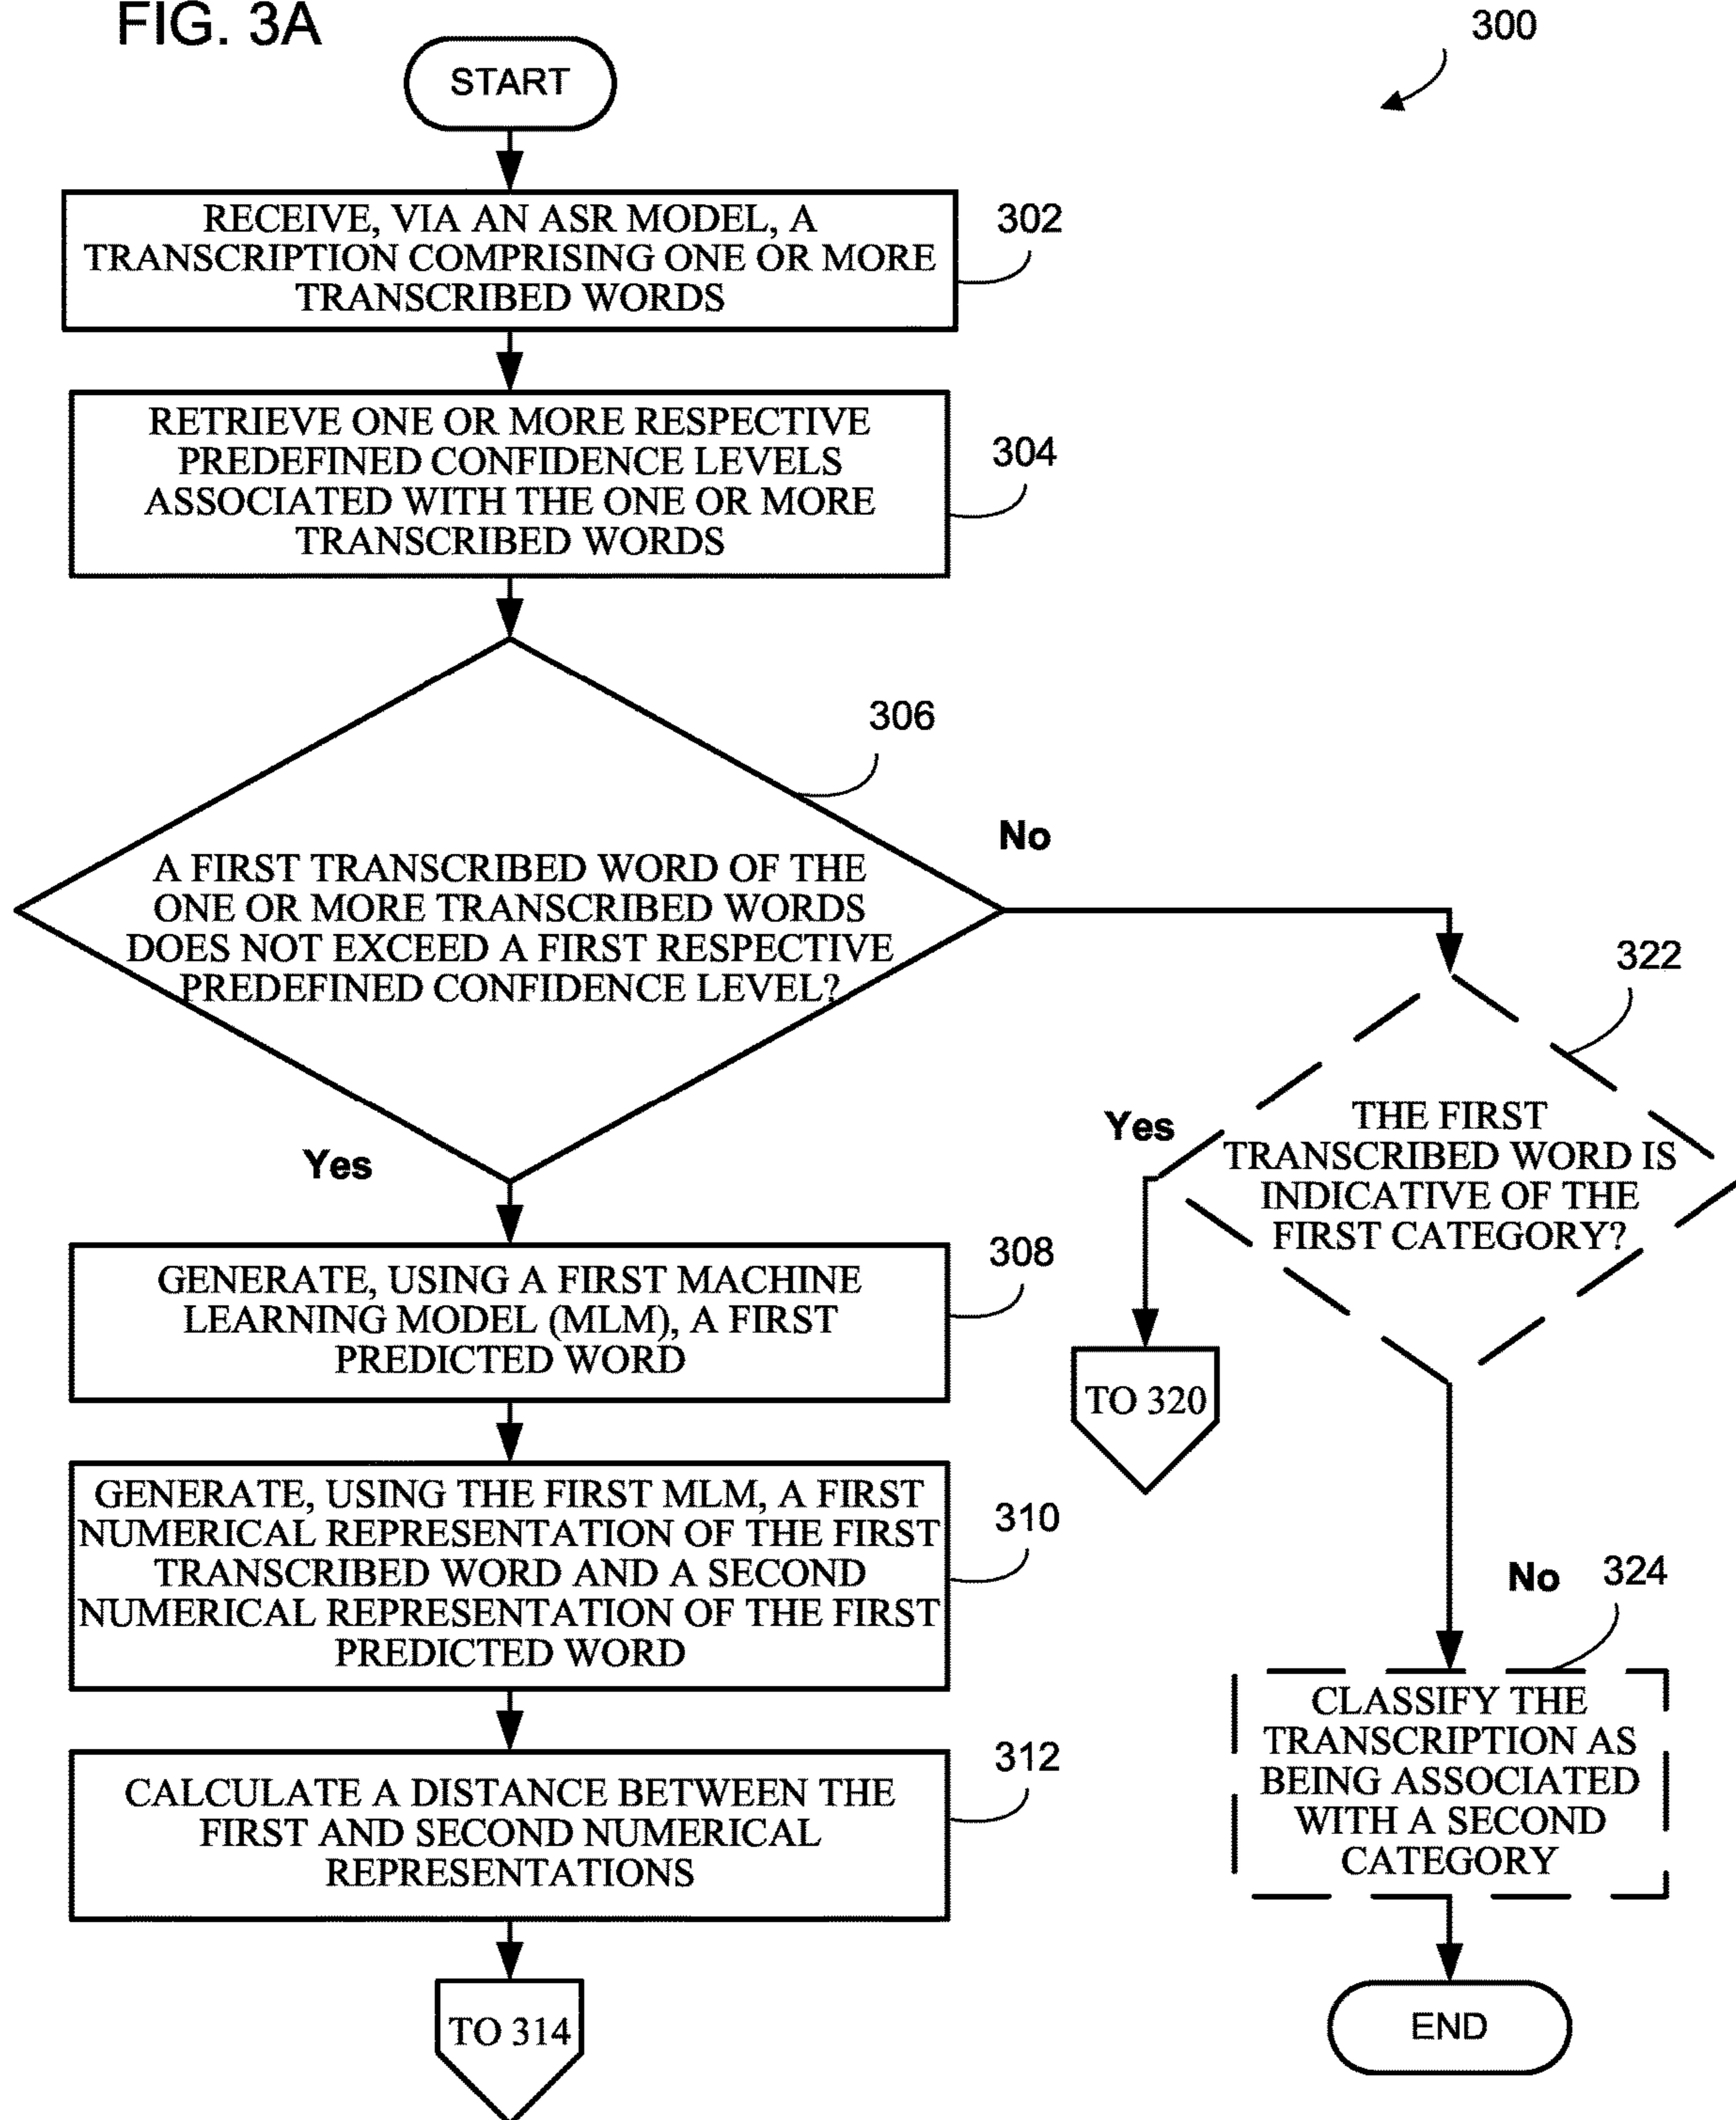 FIG. 3A
300
START
RECEIVE, VIA AN ASR MODEL, A
TRANSCRIPTION COMPRISING ONE OR MORE
TRANSCRIBED WORDS
302
RETRIEVE ONE OR MORE RESPECTIVE
PREDEFINED CONFIDENCE LEVELS
ASSOCIATED WITH THE ONE OR MORE
TRANSCRIBED WORDS
304
306
A FIRST TRANSCRIBED WORD OF THE
ONE OR MORE TRANSCRIBED WORDS
DOES NOT EXCEED A FIRST RESPECTIVE
PREDEFINED CONFIDENCE LEVEL?
No
Yes
322
THE FIRST
TRANSCRIBED WORD IS
INDICATIVE OF THE
FIRST CATEGORY?
Yes
TO 320
No
308
GENERATE, USING A FIRST MACHINE
LEARNING MODEL (MLM), A FIRST
PREDICTED WORD
GENERATE, USING THE FIRST MLM, A FIRST
NUMERICAL REPRESENTATION OF THE FIRST
TRANSCRIBED WORD AND A SECOND
NUMERICAL REPRESENTATION OF THE FIRST
PREDICTED WORD
310
324
CLASSIFY THE
TRANSCRIPTION AS
BEING ASSOCIATED
WITH A SECOND
CATEGORY
312
CALCULATE A DISTANCE BETWEEN THE
FIRST AND SECOND NUMERICAL
REPRESENTATIONS
TO 314
END